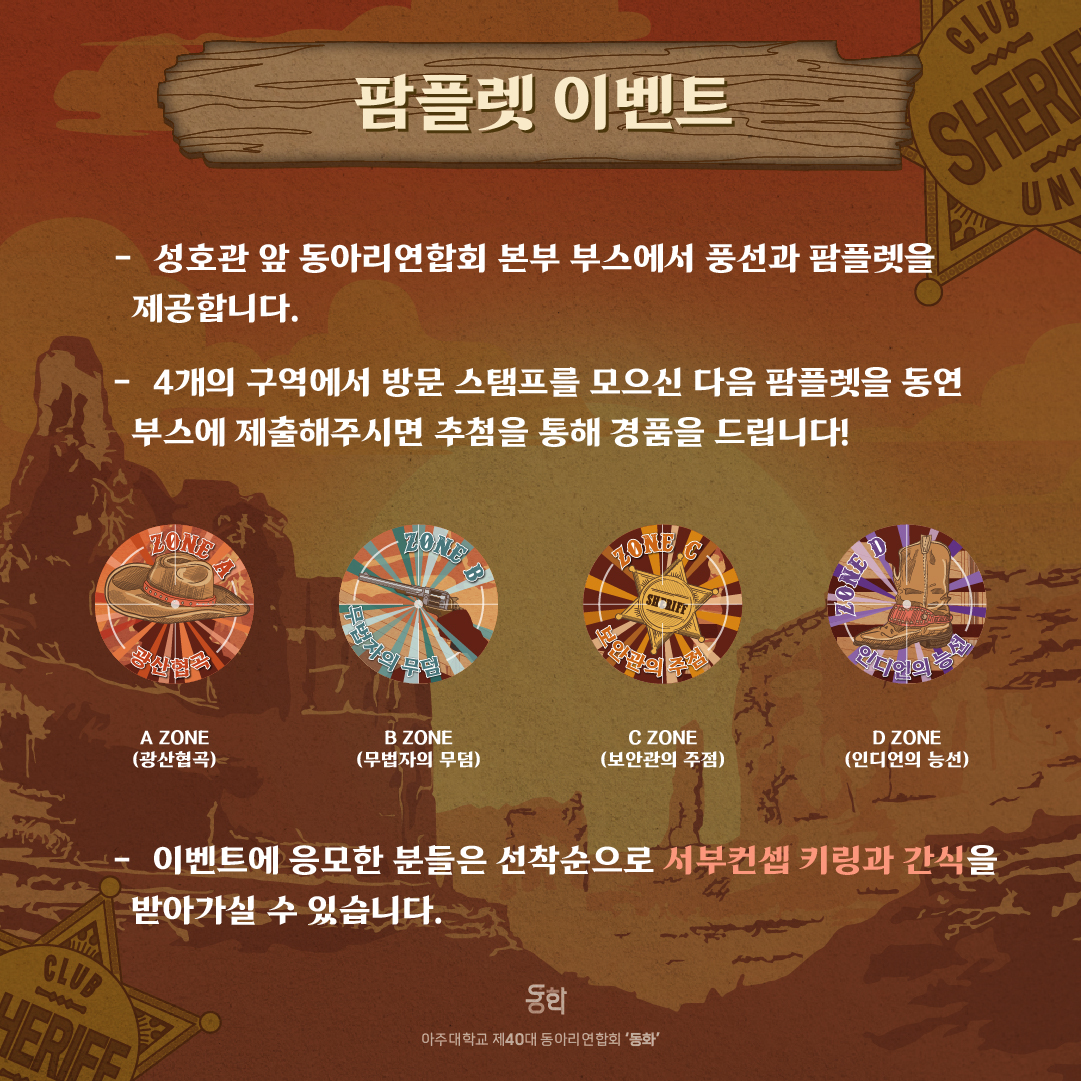 팜플렛 이벤트
CLUB
SHERIF
UNI
- 성호관 앞 동아리연합회 본부 부스에서 풍선과 팜플렛을
제공합니다.
- 4개의 구역에서 방문 스탬프를 모으신 다음 팜플렛을 동연
부스에 제출해주시면 추첨을 통해 경품을 드립니다!
ZONE A
광산협곡
ZONE B
무법자의 무덤
ZONE C
SHERIFF
보안관의 주점
ZONE D
인디언의 능선
A ZONE
(광산협곡)
B ZONE
(무법자의 무덤)
C ZONE
(보안관의 주점)
D ZONE
(인디언의 능선)
- 이벤트에 응모한 분들은 선착순으로 서부컨셉 키링과 간식을
받아가실 수 있습니다.
CLUB
HERIFF
동화
아주대학교 제40대 동아리연합회 ‘동화’